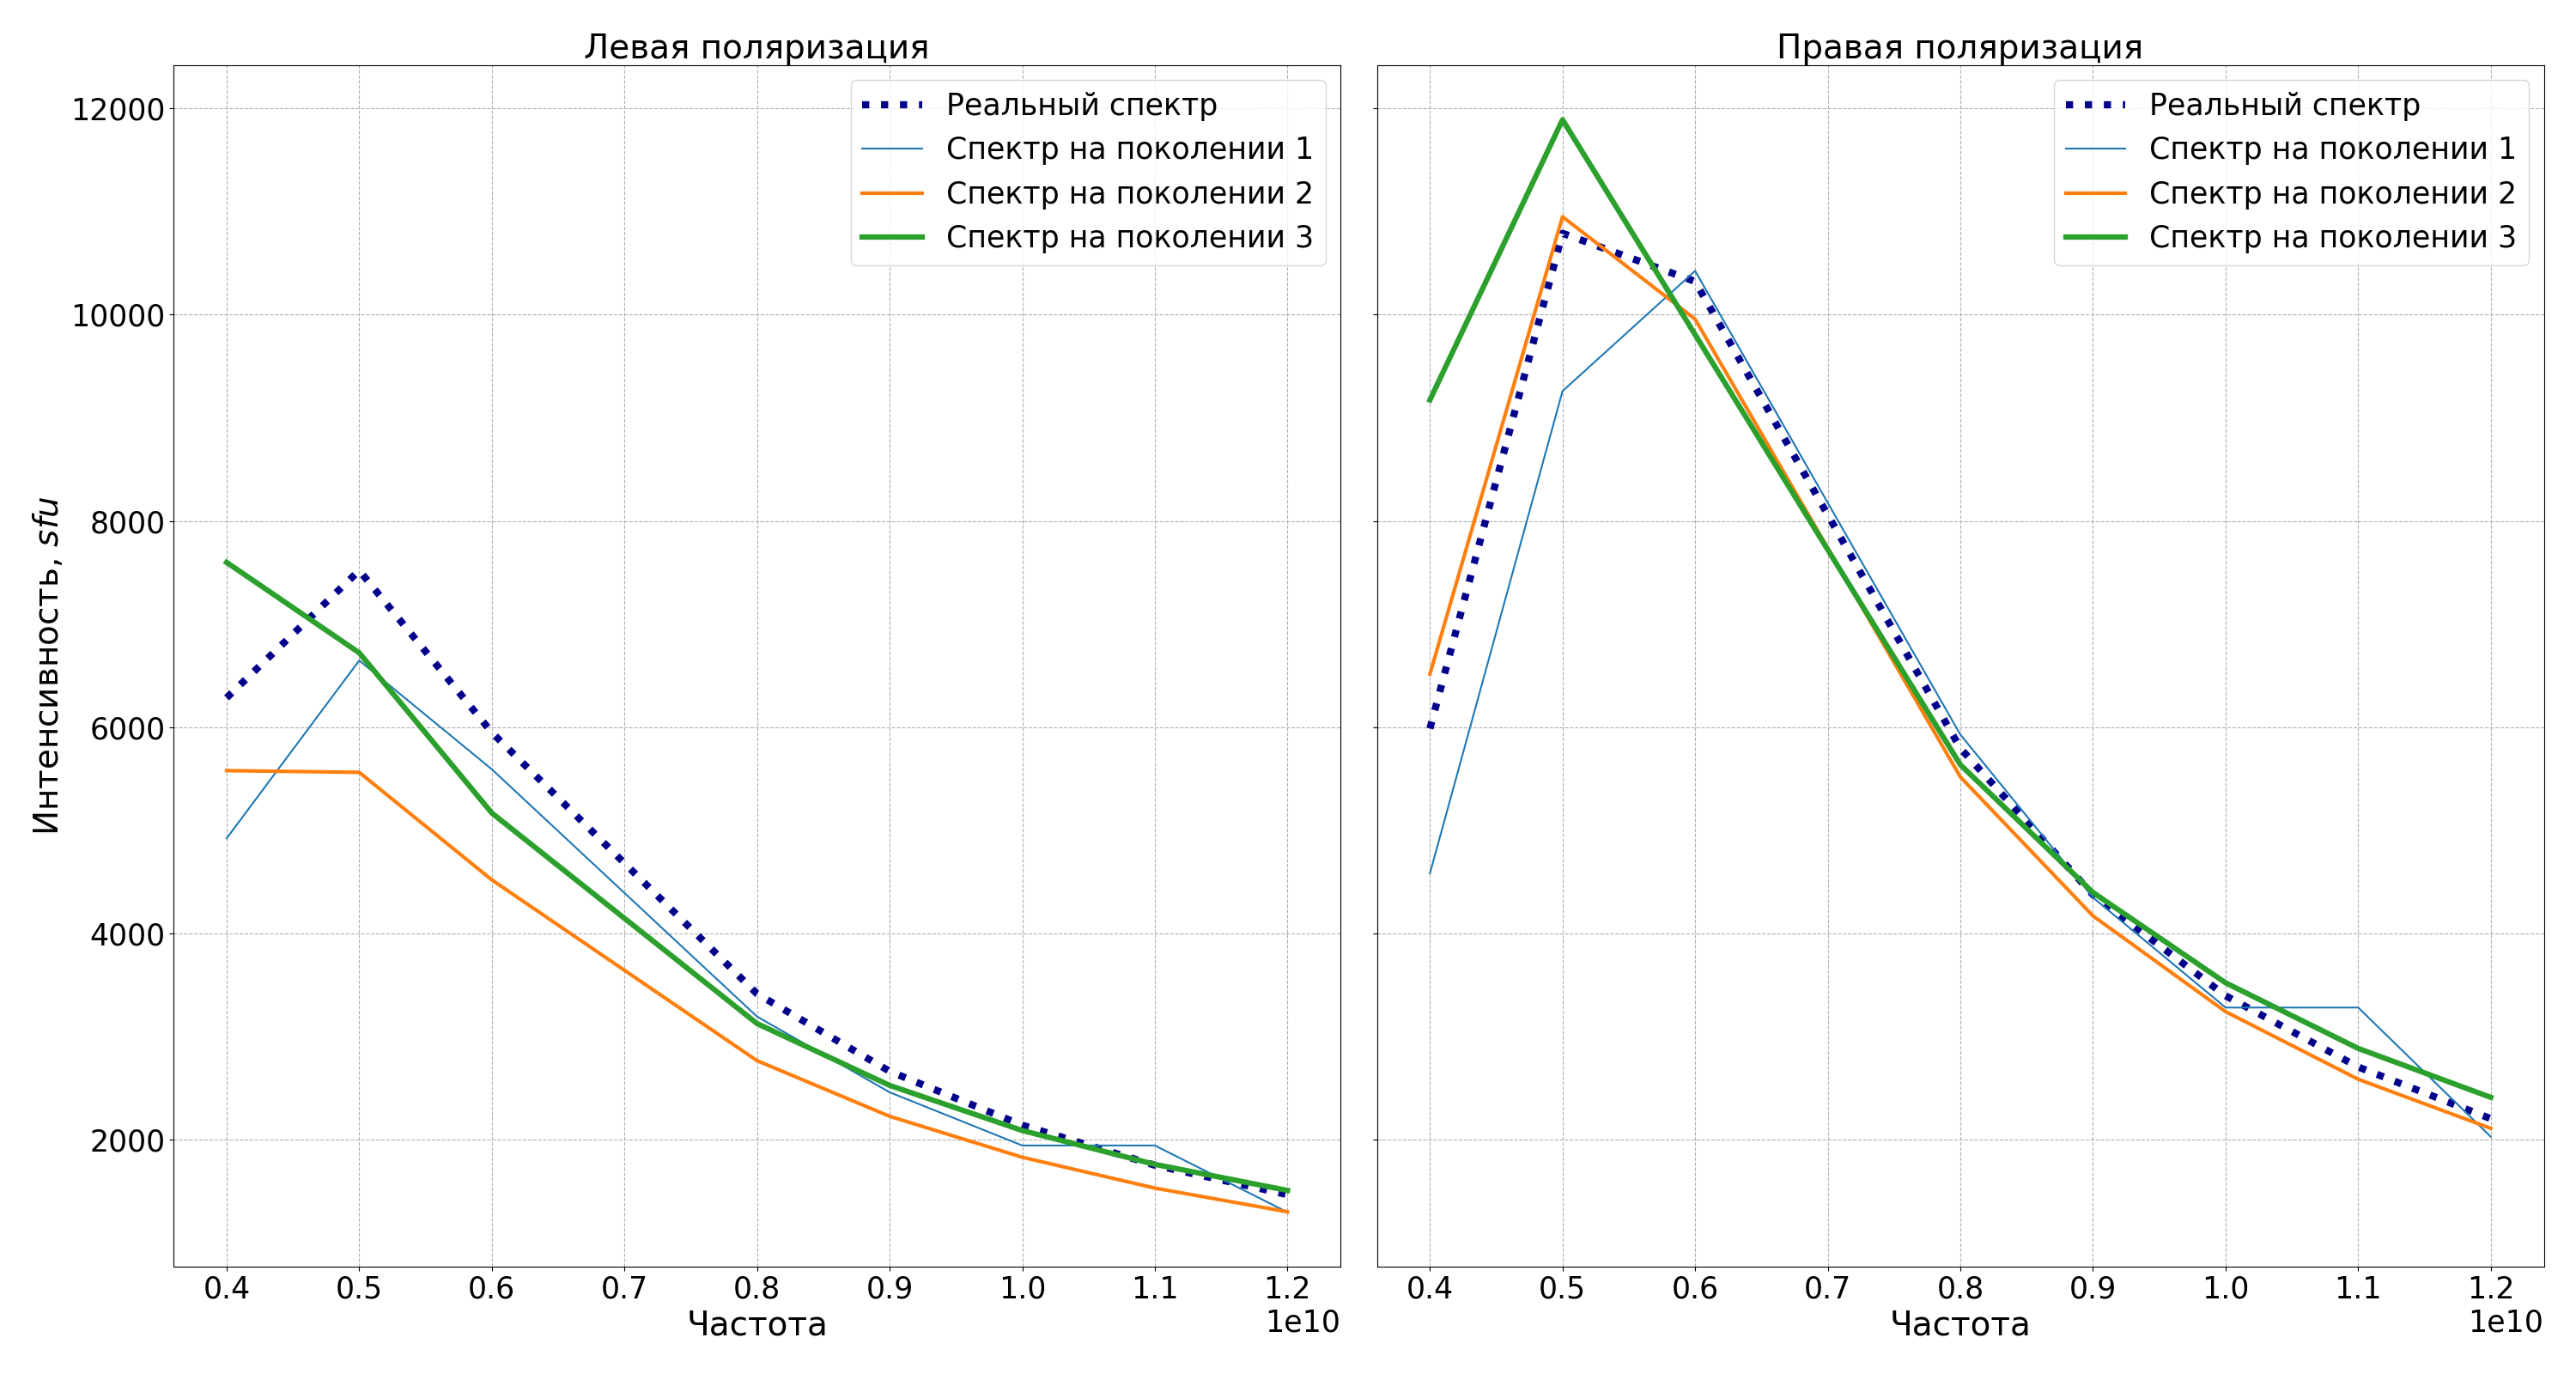 Левая поляризация
Реальный спектр
Спектр на поколении 1
Спектр на поколении 2
Спектр на поколении 3
12000
10000
8000
6000
4000
2000
Интенсивность, sfu
0.4 0.5 0.6 0.7 0.8 0.9 1.0 1.1 1.2
Частота
1e10
Правая поляризация
Реальный спектр
Спектр на поколении 1
Спектр на поколении 2
Спектр на поколении 3
0.4 0.5 0.6 0.7 0.8 0.9 1.0 1.1 1.2
Частота
1e10